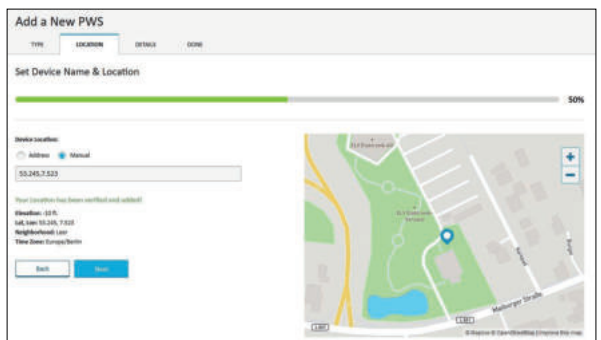 Add a New PWS
TYPE LOCATION DETAILS DONE
Set Device Name & Location
50%
Device Location:
Address Manual
53.245,7.523
Your Location has been verified and added!
Elevation: -10 ft
Lat, Lon: 53.245, 7.523
Neighborhood: Leer
Time Zone: Europe/Berlin
Back Next
+
−
Maiburger Straße
L301
© Mapbox © OpenStreetMap | Improve this map